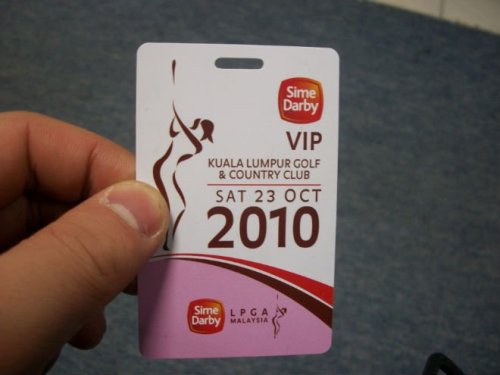 Sime
Darby
VIP
KUALA LUMPUR GOLF
& COUNTRY CLUB
SAT 23 OCT
2010
Sime
Darby
LPGA
MALAYSIA